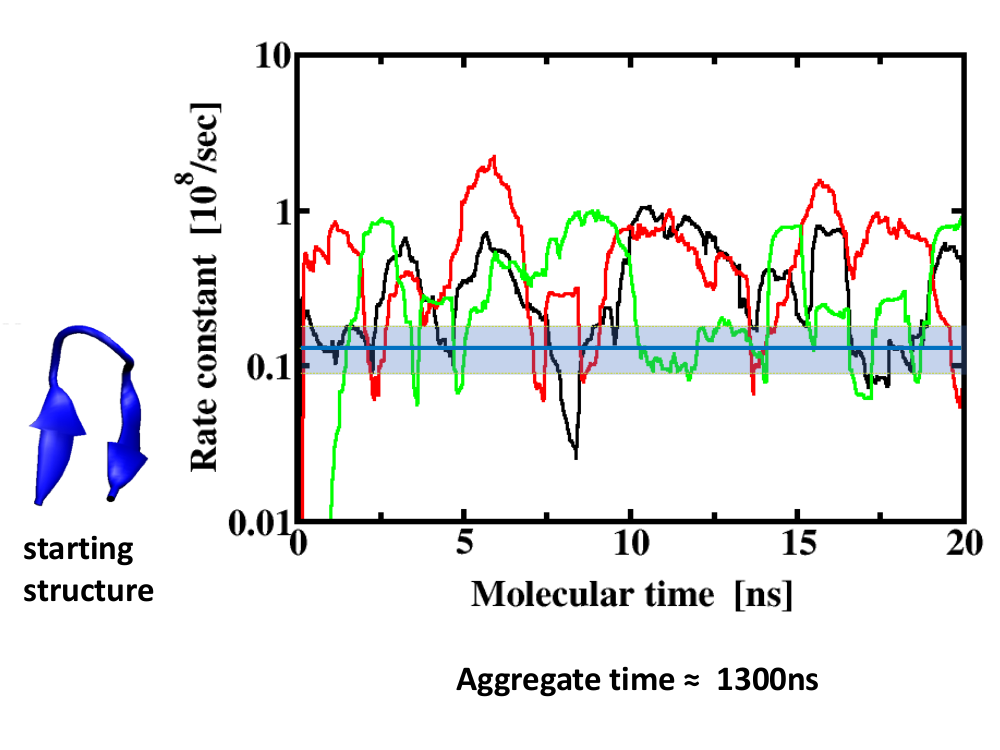 10
1
0.1
0.01
Rate constant [10⁸/sec]
0 5 10 15 20
Molecular time [ns]
starting
structure
Aggregate time ≈ 1300ns